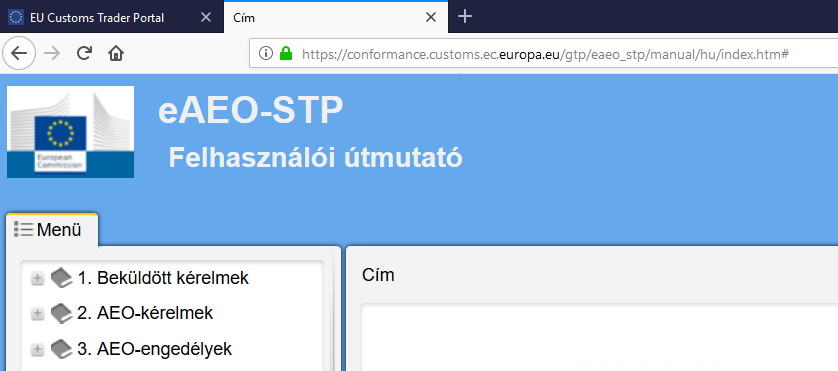 EU Customs Trader Portal
Cím
https://conformance.customs.ec.europa.eu/gtp/eaeo_stp/manual/hu/index.htm#
eAEO-STP
Felhasználói útmutató
European
Commission
Menü
1. Beküldött kérelmek
2. AEO-kérelmek
3. AEO-engedélyek
Cím